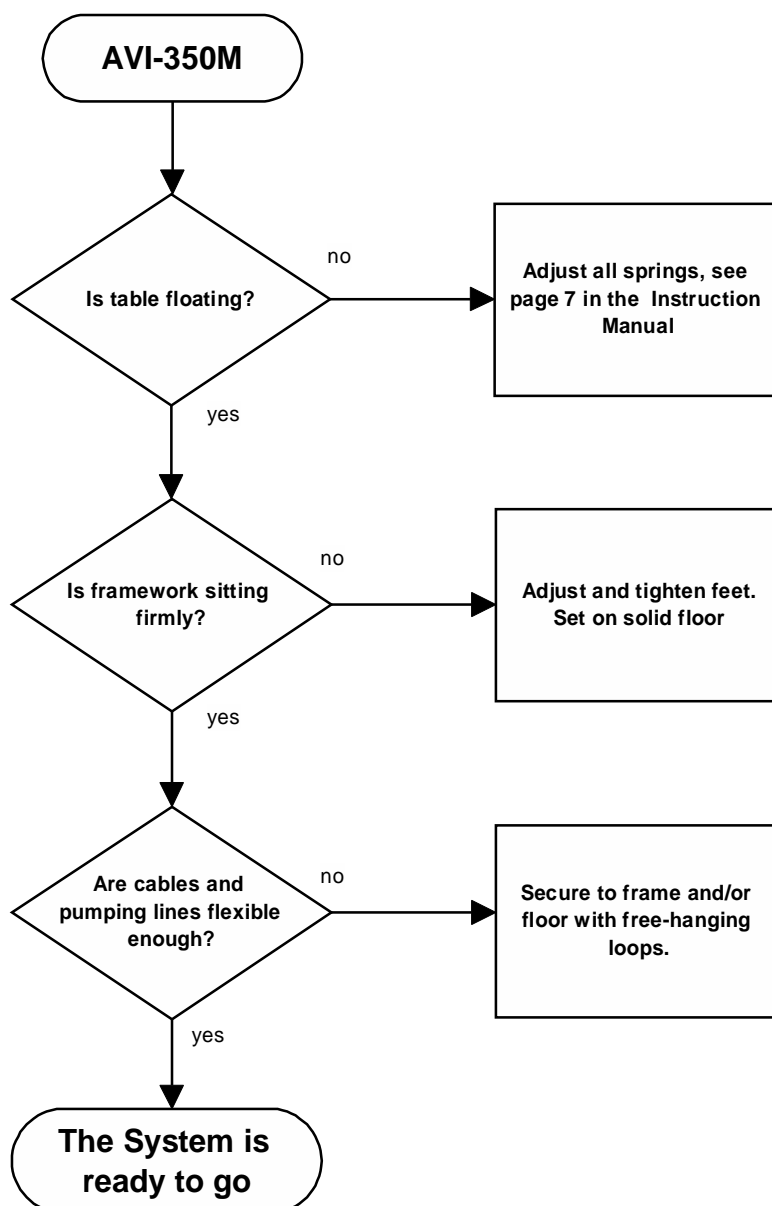 AVI-350M
no
Is table floating?
Adjust all springs, see
page 7 in the Instruction
Manual
yes
no
Is framework sitting
firmly?
Adjust and tighten feet.
Set on solid floor
yes
no
Are cables and
pumping lines flexible
enough?
Secure to frame and/or
floor with free-hanging
loops.
yes
The System is
ready to go